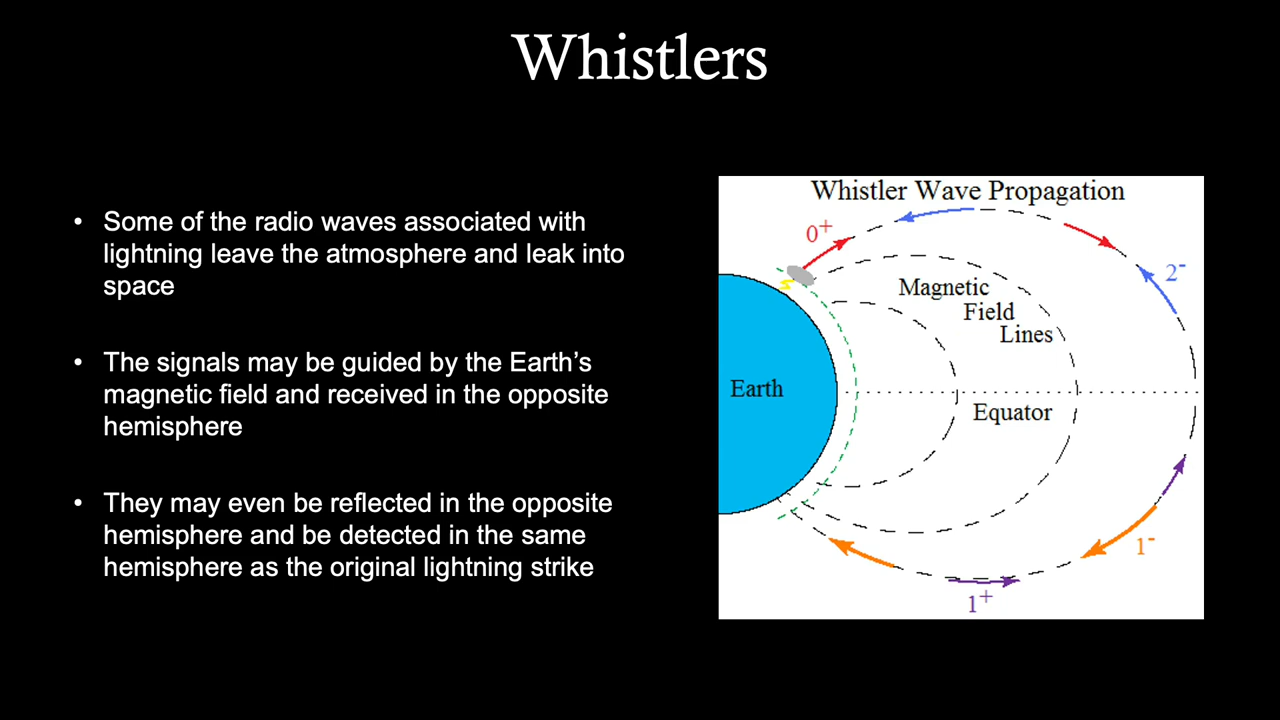 Whistlers
• Some of the radio waves associated with
lightning leave the atmosphere and leak into
space
• The signals may be guided by the Earth’s
magnetic field and received in the opposite
hemisphere
• They may even be reflected in the opposite
hemisphere and be detected in the same
hemisphere as the original lightning strike
Whistler Wave Propagation
0+
2-
Magnetic
Field
Lines
Earth
Equator
1-
1+